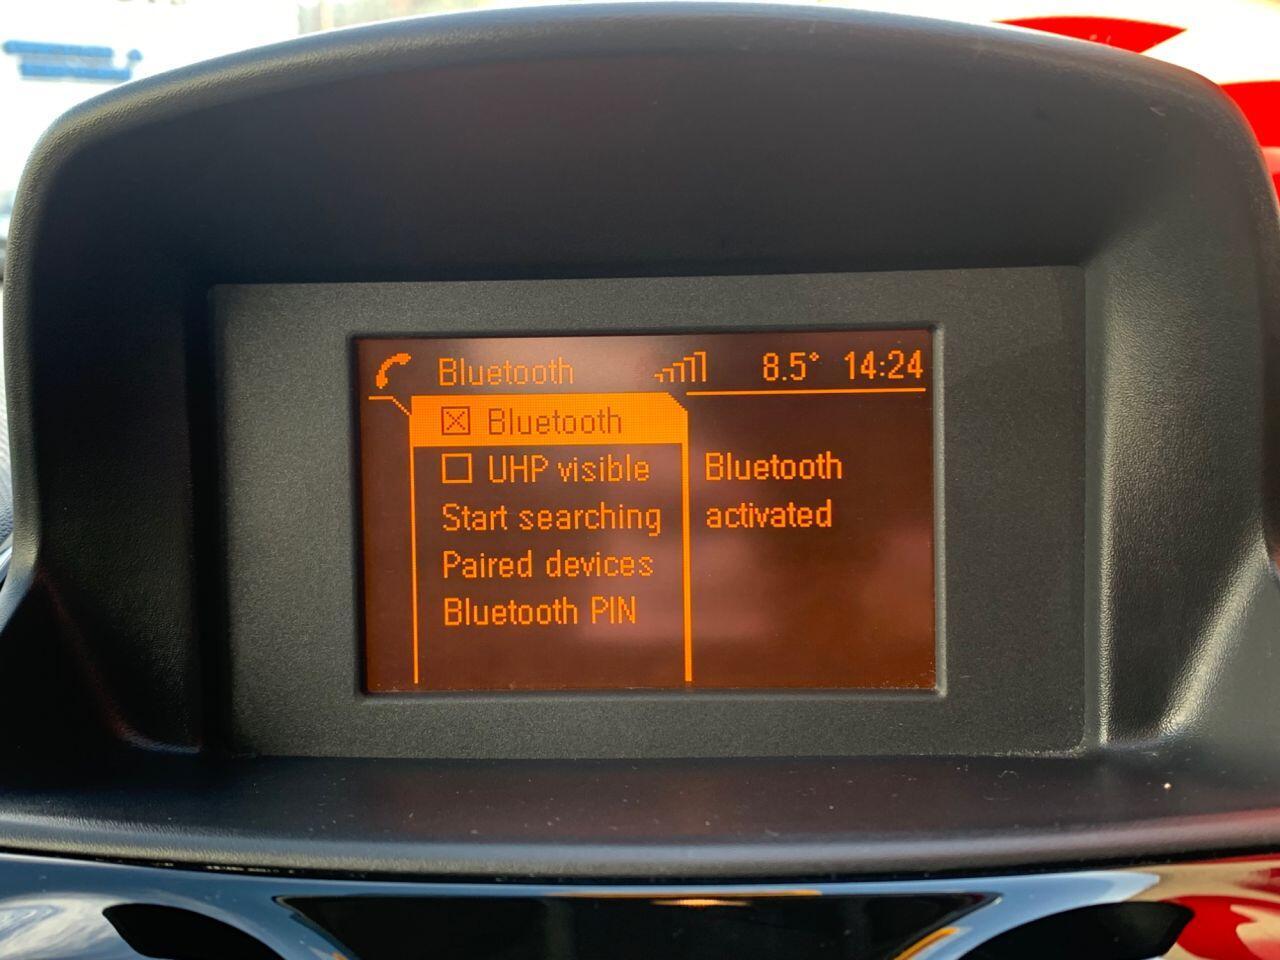 Bluetooth 8.5° 14:24
Bluetooth
UHP visible
Start searching
Paired devices
Bluetooth PIN
Bluetooth
activated